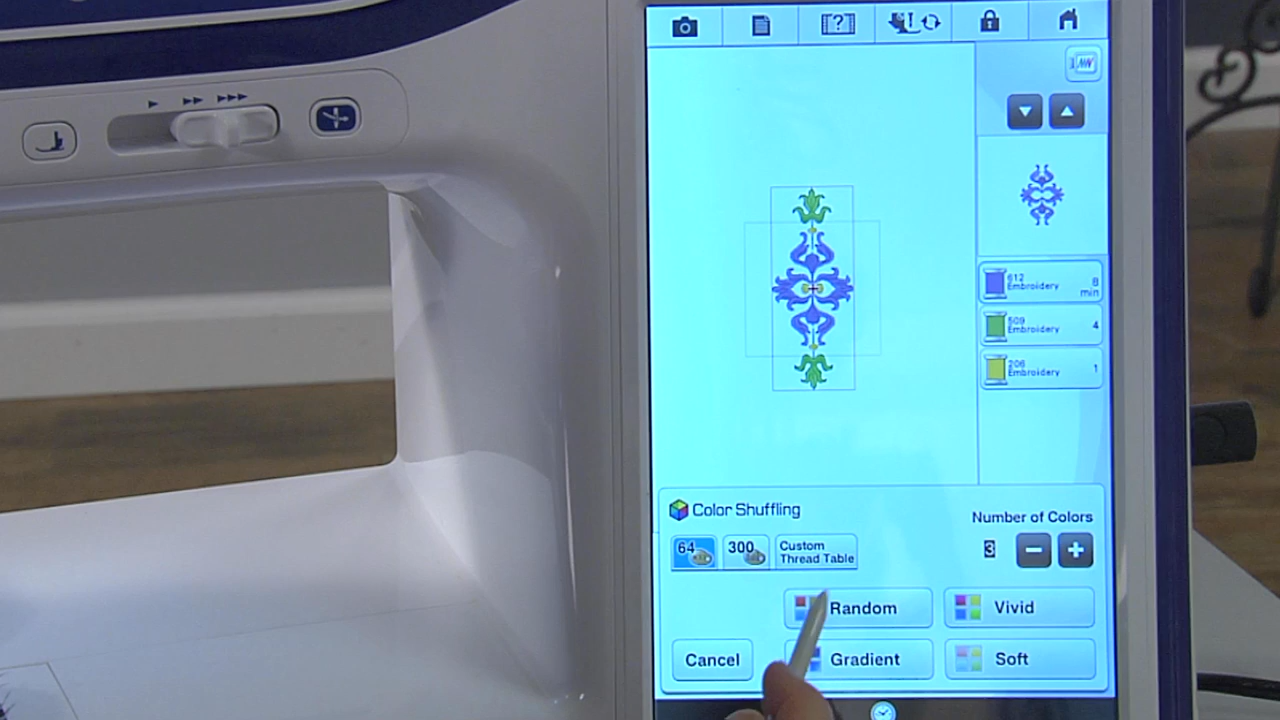 612
Embroidery
8
min
509
Embroidery
4
206
Embroidery
1
Color Shuffling
Number of Colors
64
300
Custom
Thread Table
3
Random
Vivid
Cancel
Gradient
Soft